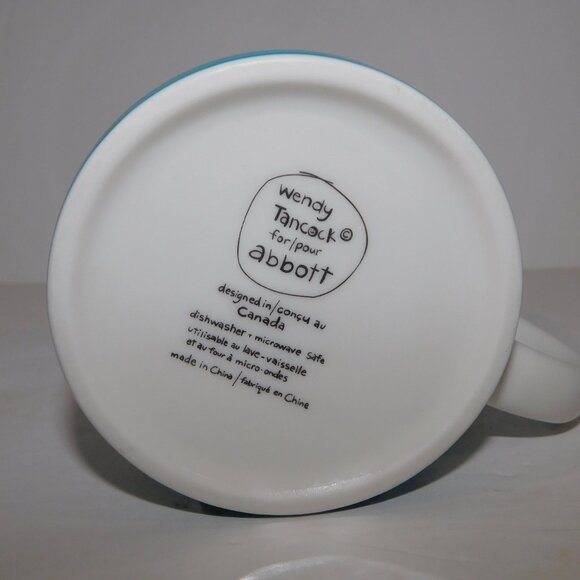 wendy
Tancock ©
for/pour
abbott
designed in/conçu au
Canada
dishwasher + microwave safe
utilisable au lave-vaisselle
et au four à micro-ondes
made in China/fabriqué en Chine